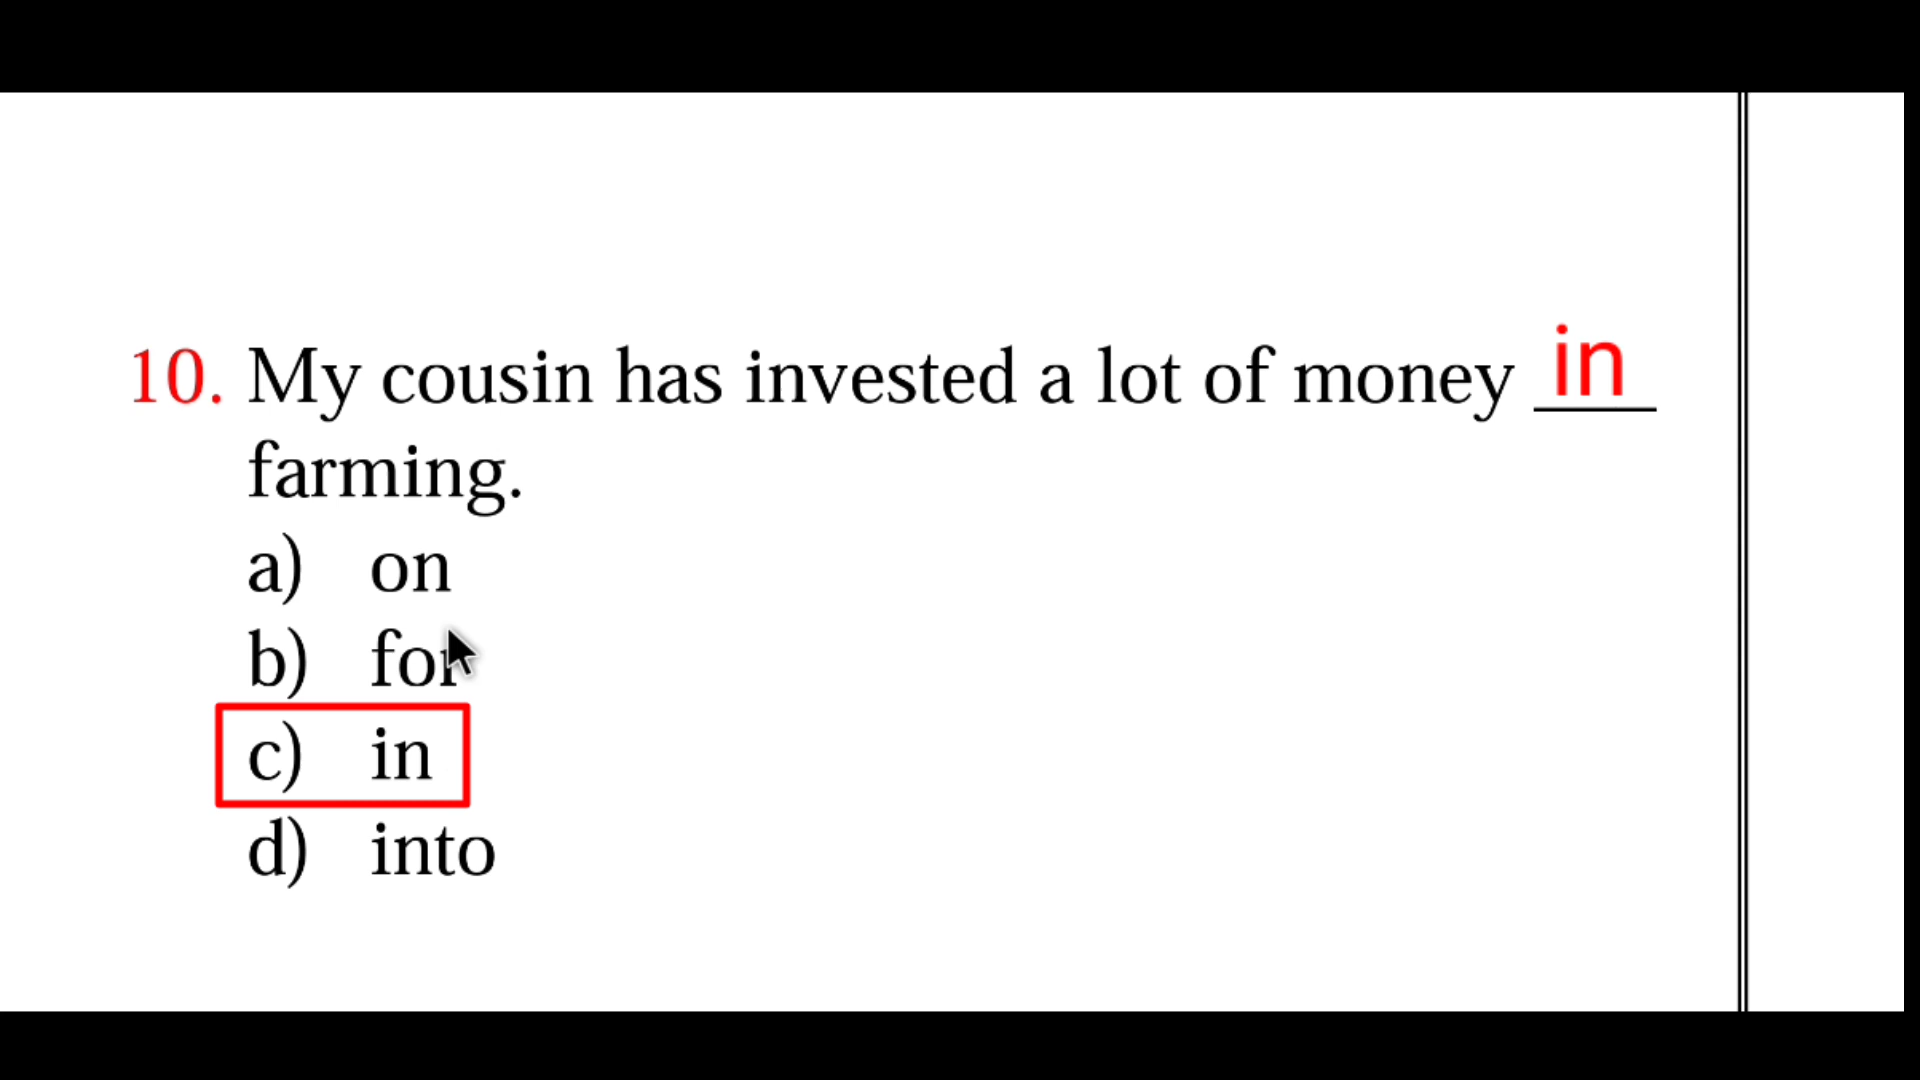 10. My cousin has invested a lot of money in
farming.
a) on
b) for
c) in
d) into